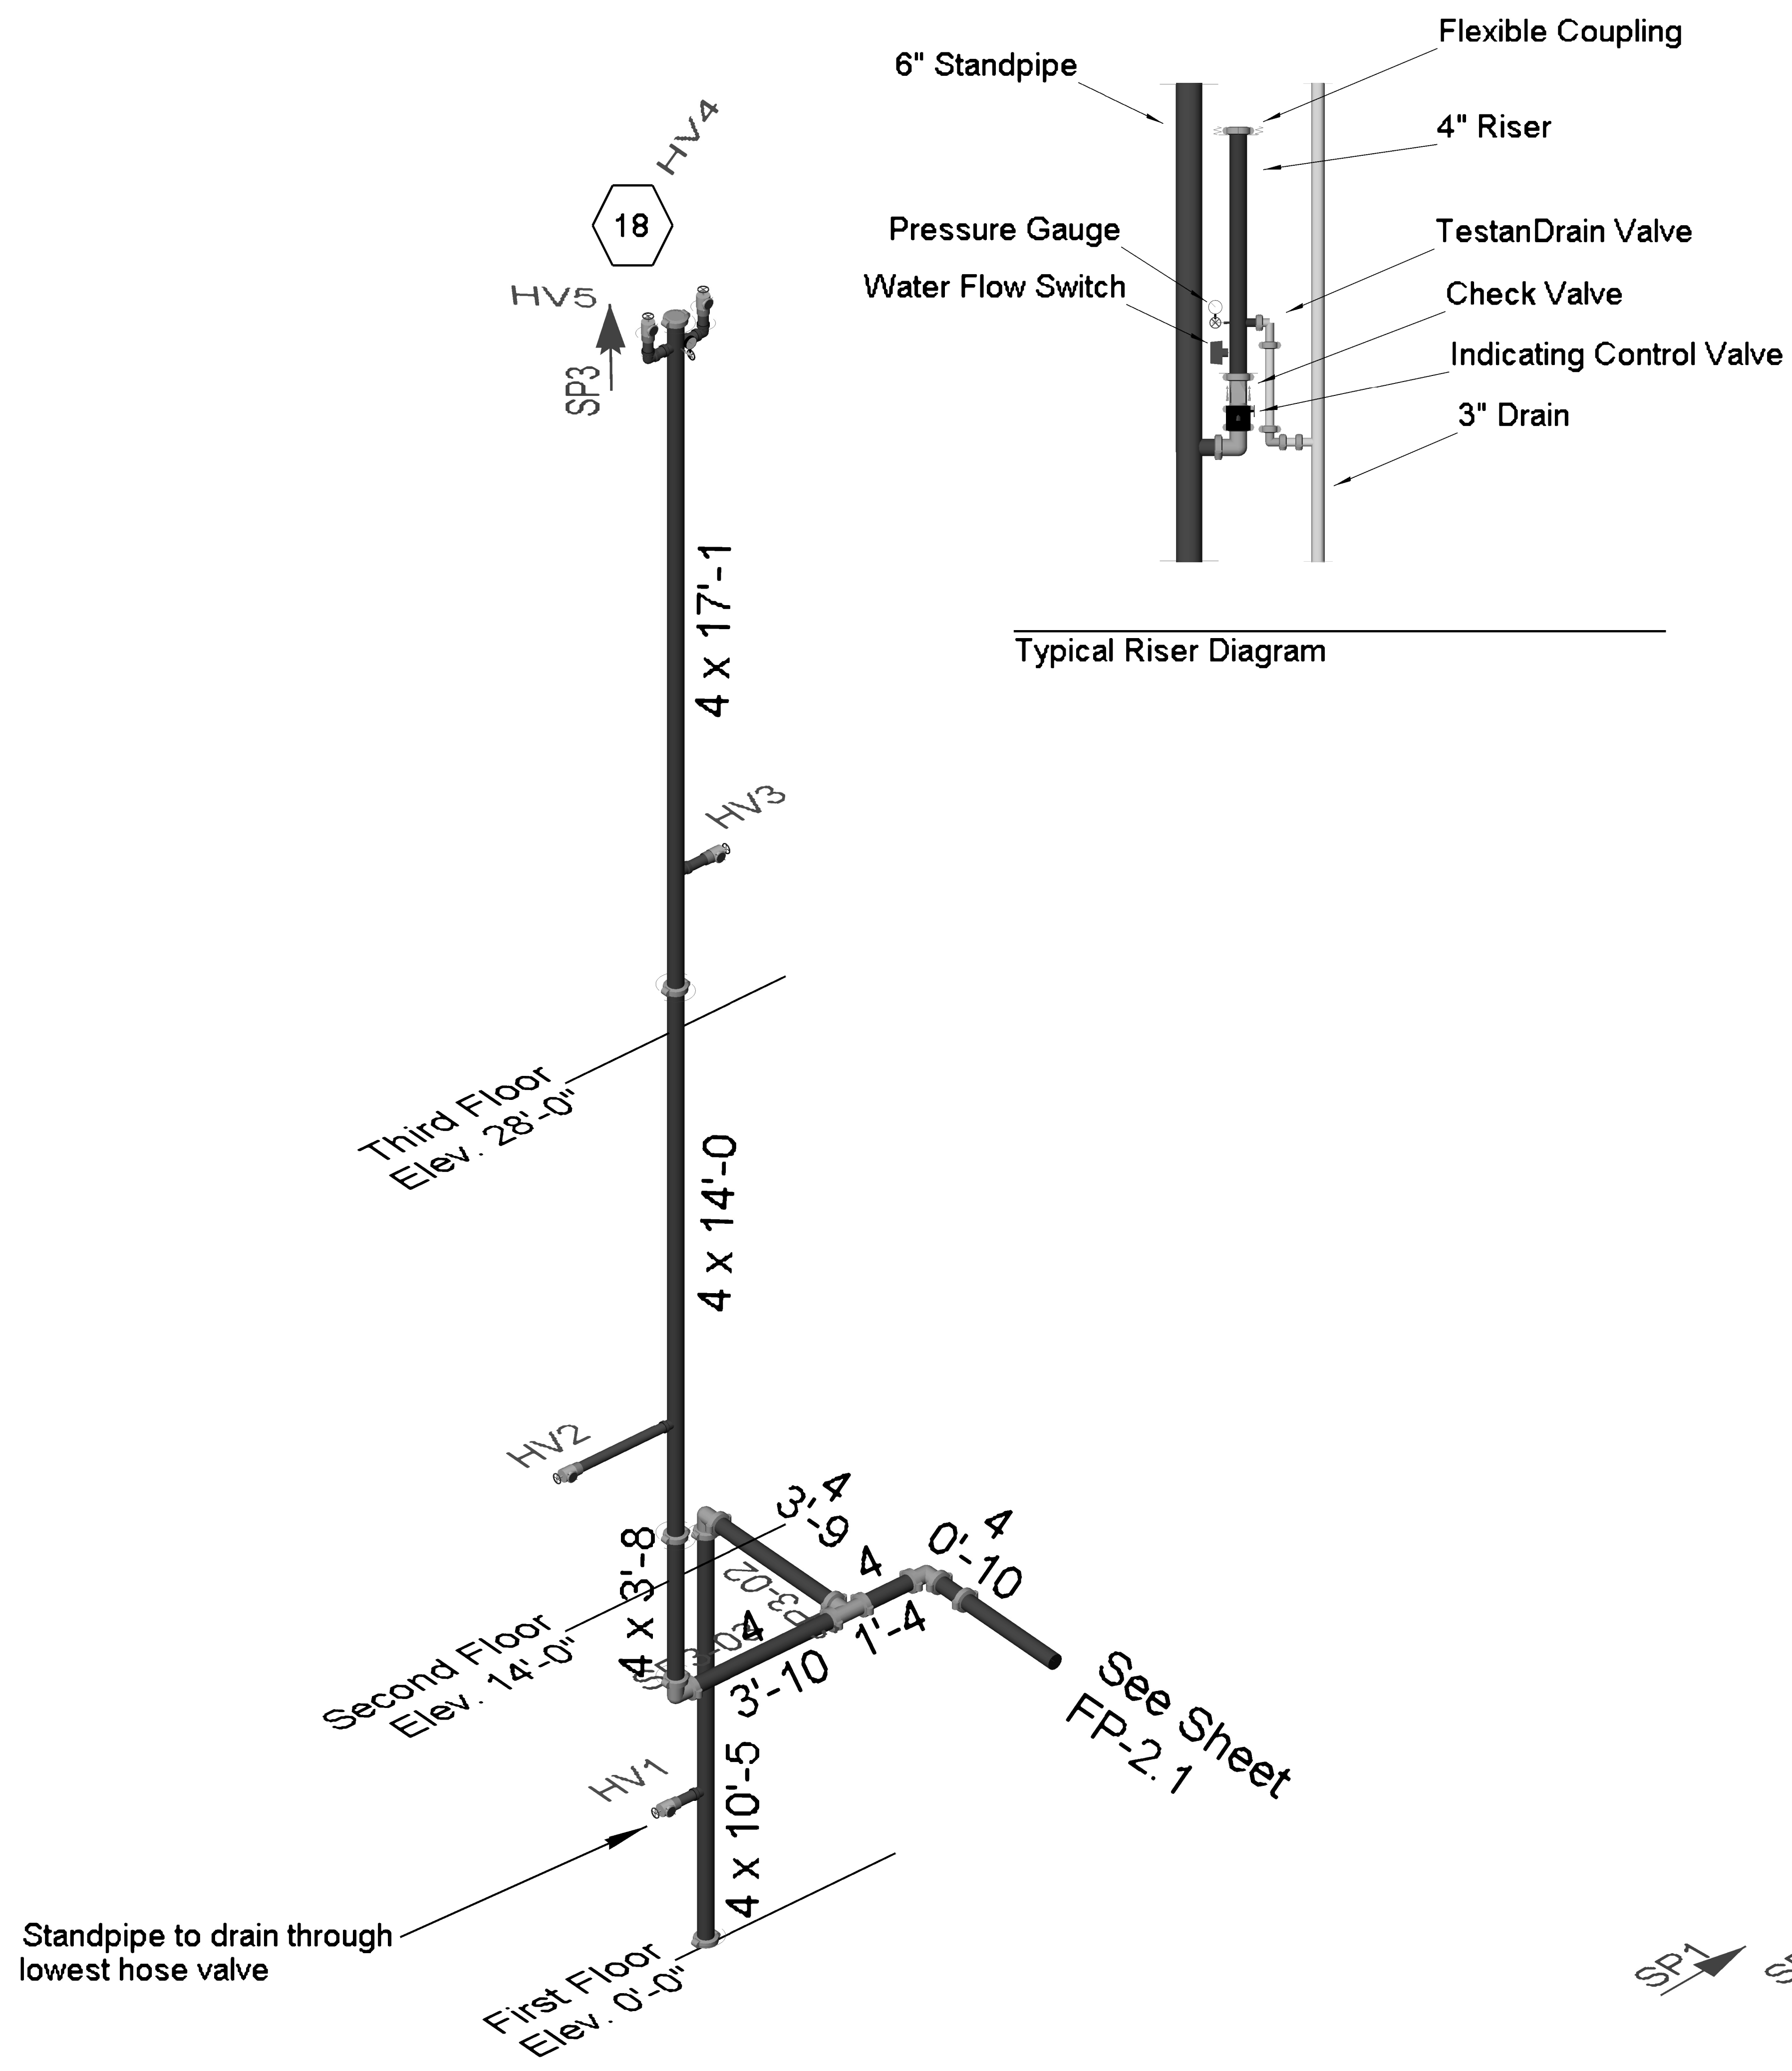 Flexible Coupling
6" Standpipe
4" Riser
Pressure Gauge
TestanDrain Valve
Water Flow Switch
Check Valve
Indicating Control Valve
3" Drain
Typical Riser Diagram
HV4
18
HV5
SP3
4 x 17'-1
HV3
Third Floor
Elev. 28'-0"
4 x 14'-0
HV2
4
3'-9
4
0'-10
4 x 3'-8
4
1'-4
4
3'-10
Second Floor
Elev. 14'-0"
See Sheet
FP-2.1
HV1
4 x 10'-5
Standpipe to drain through
lowest hose valve
First Floor
Elev. 0'-0"
SP1